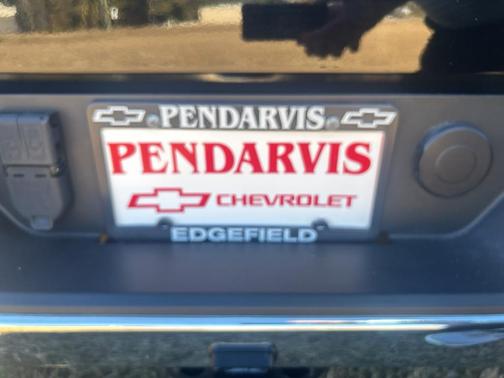 PENDARVIS
PENDARVIS
CHEVROLET
EDGEFIELD